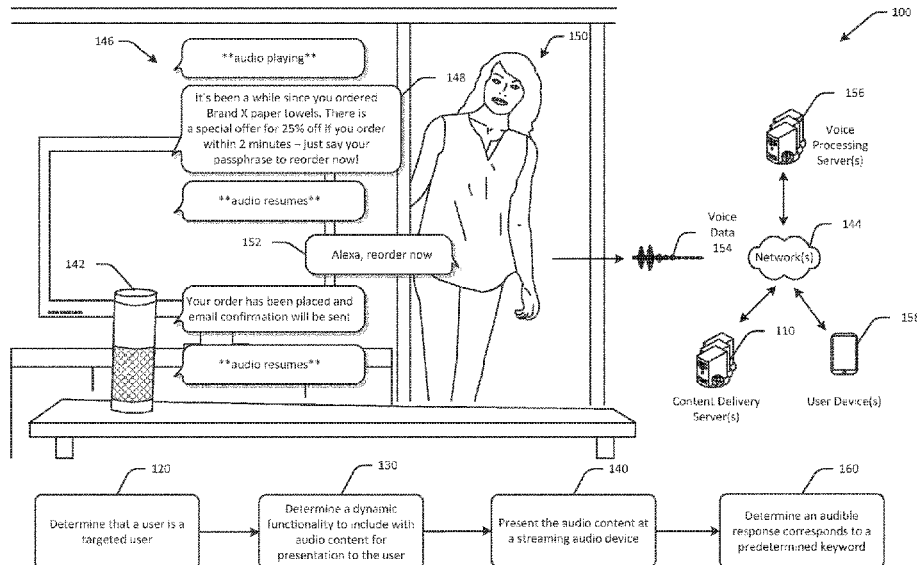 100
146
**audio playing**
150
148
It's been a while since you ordered
Brand X paper towels. There is
a special offer for 25% off if you order
within 2 minutes – just say your
passphrase to reorder now!
156
Voice
Processing
Server(s)
**audio resumes**
152
Alexa, reorder now
Voice
Data
154
144
Network(s)
142
Your order has been placed and
email confirmation will be sent
110
158
**audio resumes**
Content Delivery
Server(s)
User Device(s)
120
Determine that a user is a
targeted user
130
Determine a dynamic
functionality to include with
audio content for
presentation to the user
140
Present the audio content at
a streaming audio device
160
Determine an audible
response corresponds to a
predetermined keyword